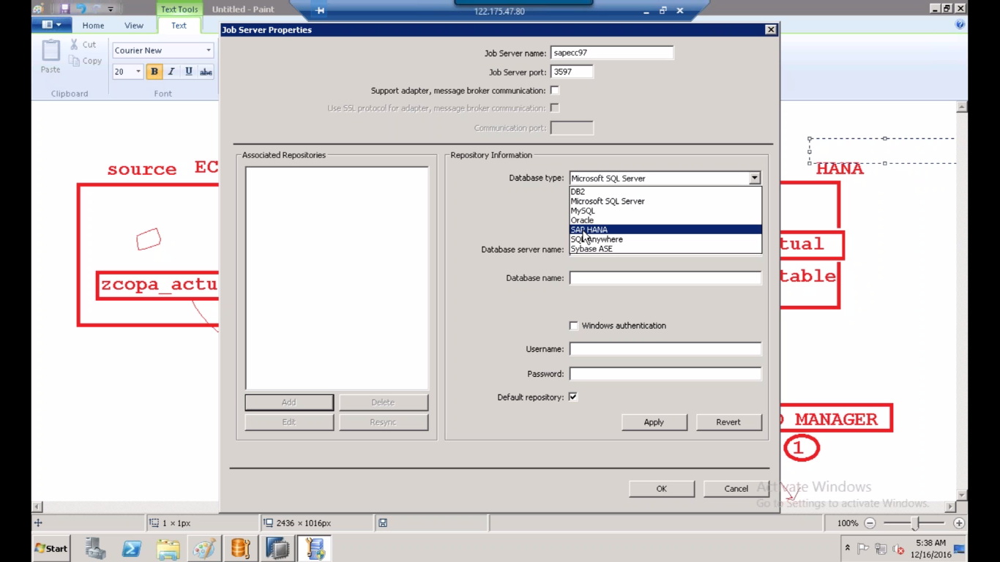 Text Tools
Untitled - Paint
122.175.47.80
Home
View
Text
Paste
Cut
Copy
Clipboard
Courier New
20
B I U abc
Font
Job Server Properties
Job Server name: sapecc97
Job Server port: 3597
Support adapter, message broker communication:
Use SSL protocol for adapter, message broker communication:
Communication port:
Associated Repositories
Add
Delete
Edit
Resync
Repository Information
Database type: Microsoft SQL Server
DB2
Microsoft SQL Server
MySQL
Oracle
SAP HANA
SQL Anywhere
Sybase ASE
Database server name:
Database name:
Windows authentication
Username:
Password:
Default repository:
Apply
Revert
OK
Cancel
source EC
zcopa_actu
HANA
tual
table
MANAGER
1
Activate Windows
Go to Settings to activate Windows.
1 × 1px
2436 × 1016px
100%
Start
5:38 AM
12/16/2016